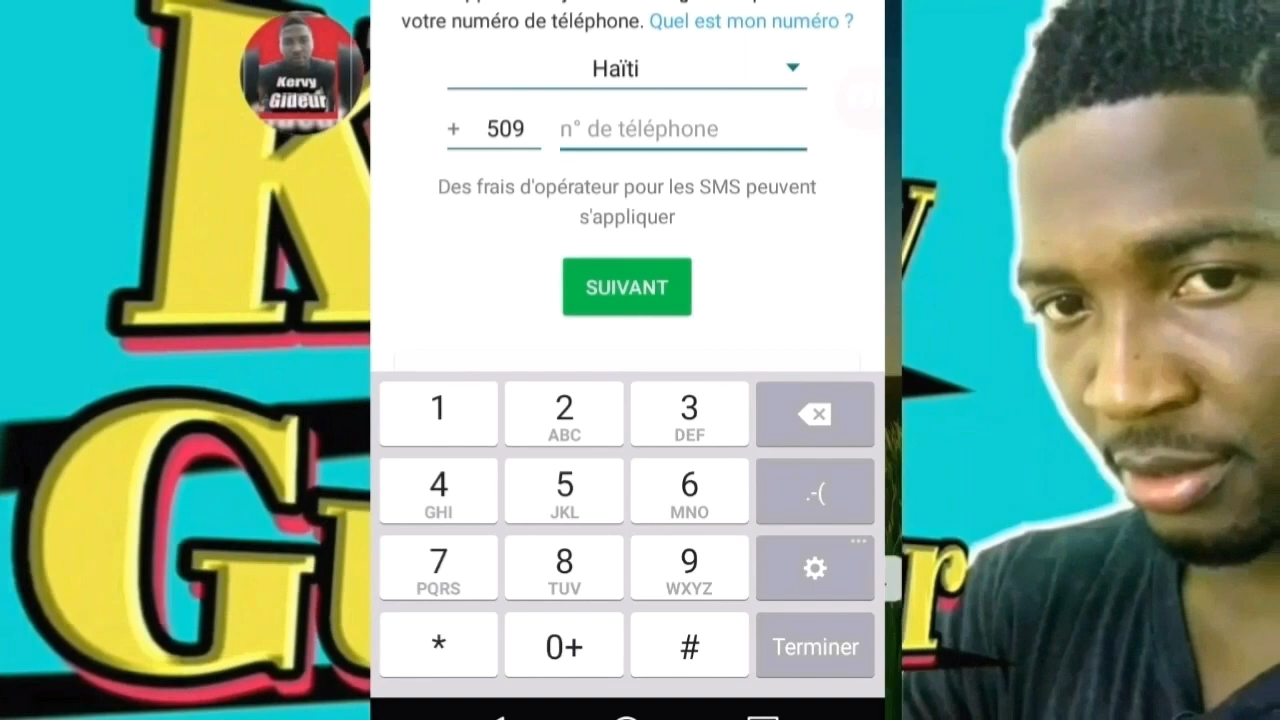 votre numéro de téléphone. Quel est mon numéro ?
Haïti
+ 509 n° de téléphone
Des frais d'opérateur pour les SMS peuvent
s'appliquer
SUIVANT
1
2 ABC
3 DEF
4 GHI
5 JKL
6 MNO
.-(
7 PQRS
8 TUV
9 WXYZ
*
0+
#
Terminer
Kervy
Gideur